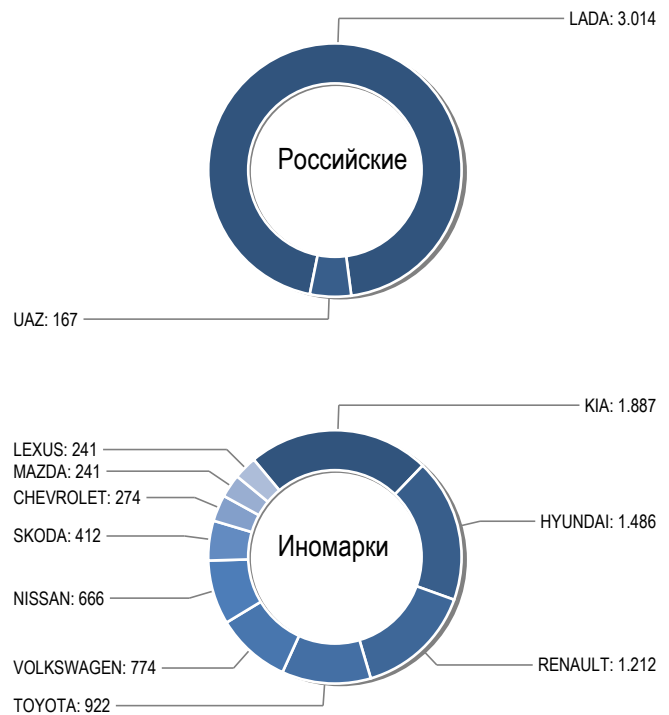 LADA: 3.014
Российские
UAZ: 167
KIA: 1.887
LEXUS: 241
MAZDA: 241
CHEVROLET: 274
HYUNDAI: 1.486
SKODA: 412
Иномарки
NISSAN: 666
VOLKSWAGEN: 774
RENAULT: 1.212
TOYOTA: 922